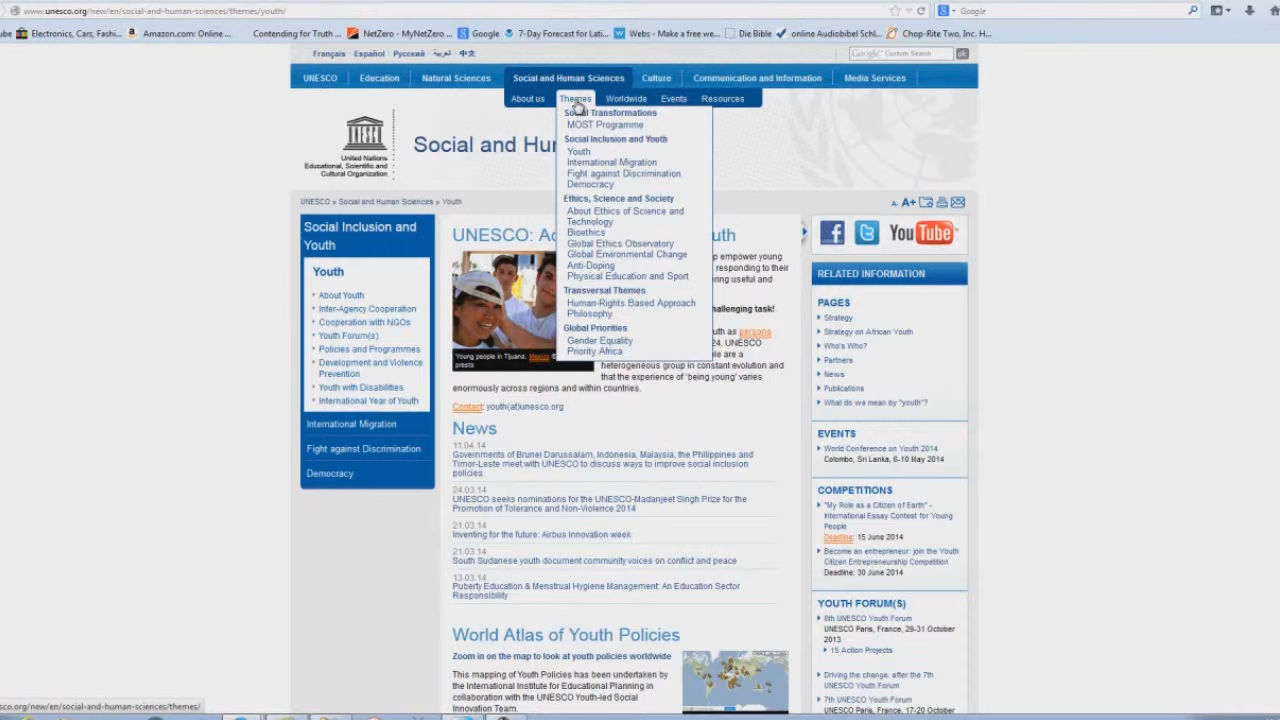 www.unesco.org/new/en/social-and-human-sciences/themes/youth/
Google
Electronics, Cars, Fashi...
Amazon.com: Online ...
Contending for Truth ...
NetZero - MyNetZero ...
Google
7-Day Forecast for Lati...
Webs - Make a free we...
Die Bible
online Audiobibel Schl...
Chop-Rite Two, Inc. H...
Français
Español
Русский
العربية
中文
Google Custom Search
ok
UNESCO
Education
Natural Sciences
Social and Human Sciences
Culture
Communication and Information
Media Services
About us
Themes
Worldwide
Events
Resources
Social Transformations
MOST Programme
Social Inclusion and Youth
Youth
International Migration
Fight against Discrimination
Democracy
Ethics, Science and Society
About Ethics of Science and
Technology
Bioethics
Global Ethics Observatory
Global Environmental Change
Anti-Doping
Physical Education and Sport
Transversal Themes
Human-Rights Based Approach
Philosophy
Global Priorities
Gender Equality
Priority Africa
United Nations
Educational, Scientific and
Cultural Organization
Social and Hum
UNESCO » Social and Human Sciences » Youth
A-
A+
Social Inclusion and
Youth
Youth
About Youth
Inter-Agency Cooperation
Cooperation with NGOs
Youth Forum(s)
Policies and Programmes
Development and Violence
Prevention
Youth with Disabilities
International Year of Youth
International Migration
Fight against Discrimination
Democracy
UNESCO: Ac
uth
p empower young
responding to their
ring useful and
hallenging task!
uth as persons
24. UNESCO
le are a
heterogeneous group in constant evolution and
that the experience of 'being young' varies
enormously across regions and within countries.
Young people in Tijuana, Mexico ©
Contact: youth(at)unesco.org
News
11.04.14
Governments of Brunei Darussalam, Indonesia, Malaysia, the Philippines and
Timor-Leste meet with UNESCO to discuss ways to improve social inclusion
policies
24.03.14
UNESCO seeks nominations for the UNESCO-Madanjeet Singh Prize for the
Promotion of Tolerance and Non-Violence 2014
21.03.14
Inventing for the future: Airbus innovation week
21.03.14
South Sudanese youth document community voices on conflict and peace
13.03.14
Puberty Education & Menstrual Hygiene Management: An Education Sector
Responsibility
World Atlas of Youth Policies
Zoom in on the map to look at youth policies worldwide
This mapping of Youth Policies has been undertaken by
the International Institute for Educational Planning in
collaboration with the UNESCO Youth-led Social
Innovation Team.
YouTube
RELATED INFORMATION
PAGES
Strategy
Strategy on African Youth
Who's Who?
Partners
News
Publications
What do we mean by "youth"?
EVENTS
World Conference on Youth 2014
Colombo, Sri Lanka, 6-10 May 2014
COMPETITIONS
"My Role as a Citizen of Earth" -
International Essay Contest for Young
People
Deadline: 15 June 2014
Become an entrepreneur: join the Youth
Citizen Entrepreneurship Competition
Deadline: 30 June 2014
YOUTH FORUM(S)
8th UNESCO Youth Forum
UNESCO Paris, France, 29-31 October
2013
15 Action Projects
Driving the change: after the 7th
UNESCO Youth Forum
7th UNESCO Youth Forum
UNESCO Paris, France, 17-20 October
sco.org/new/en/social-and-human-sciences/themes/